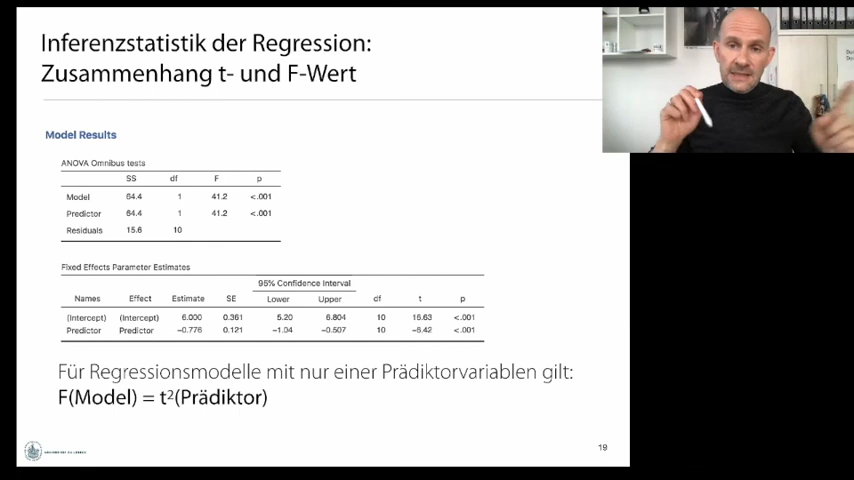 Inferenzstatistik der Regression:
Zusammenhang t- und F-Wert
Model Results
ANOVA Omnibus tests
SS df F p
Model 64.4 1 41.2 <.001
Predictor 64.4 1 41.2 <.001
Residuals 15.6 10
Fixed Effects Parameter Estimates
95% Confidence Interval
Names Effect Estimate SE Lower Upper df t p
(Intercept) (Intercept) 6.000 0.361 5.20 6.804 10 16.63 <.001
Predictor Predictor −0.776 0.121 −1.04 −0.507 10 −6.42 <.001
Für Regressionsmodelle mit nur einer Prädiktorvariablen gilt:
F(Model) = t²(Prädiktor)
19